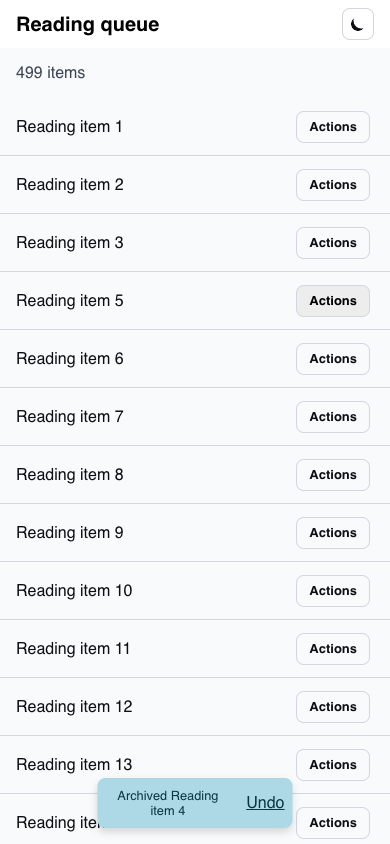 Reading queue
499 items
Reading item 1 Actions
Reading item 2 Actions
Reading item 3 Actions
Reading item 5 Actions
Reading item 6 Actions
Reading item 7 Actions
Reading item 8 Actions
Reading item 9 Actions
Reading item 10 Actions
Reading item 11 Actions
Reading item 12 Actions
Reading item 13 Actions
Archived Reading
item 4
Undo
Reading Actions